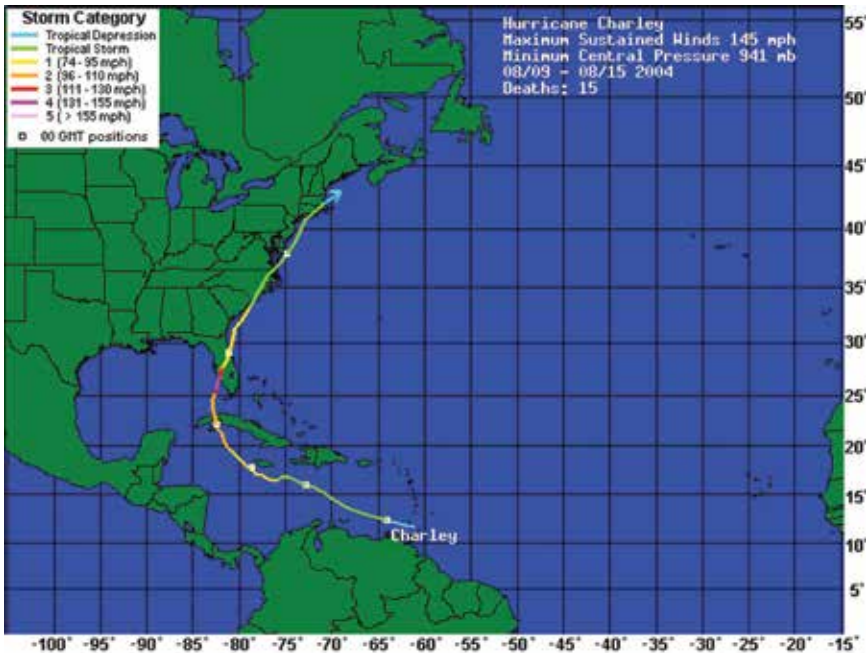 Storm Category
Tropical Depression
Tropical Storm
1 (74 - 95 mph)
2 (96 - 110 mph)
3 (111 - 130 mph)
4 (131 - 155 mph)
5 ( > 155 mph)
00 GMT positions
Hurricane Charley
Maximum Sustained Winds 145 mph
Minimum Central Pressure 941 mb
08/09 - 08/15 2004
Deaths: 15
55°
50°
45°
40°
35°
30°
25°
20°
15°
10°
5°
Charley
-100° -95° -90° -85° -80° -75° -70° -65° -60° -55° -50° -45° -40° -35° -30° -25° -20° -15°